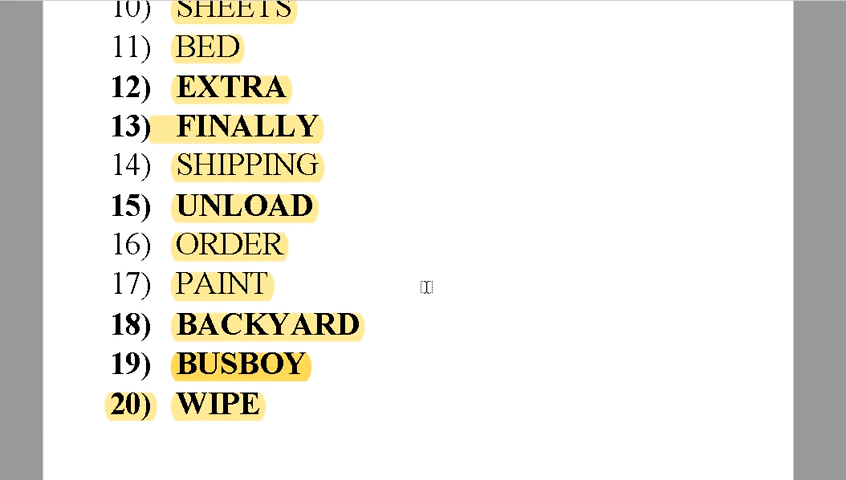 10) SHEETS
11) BED
12) EXTRA
13) FINALLY
14) SHIPPING
15) UNLOAD
16) ORDER
17) PAINT
18) BACKYARD
19) BUSBOY
20) WIPE